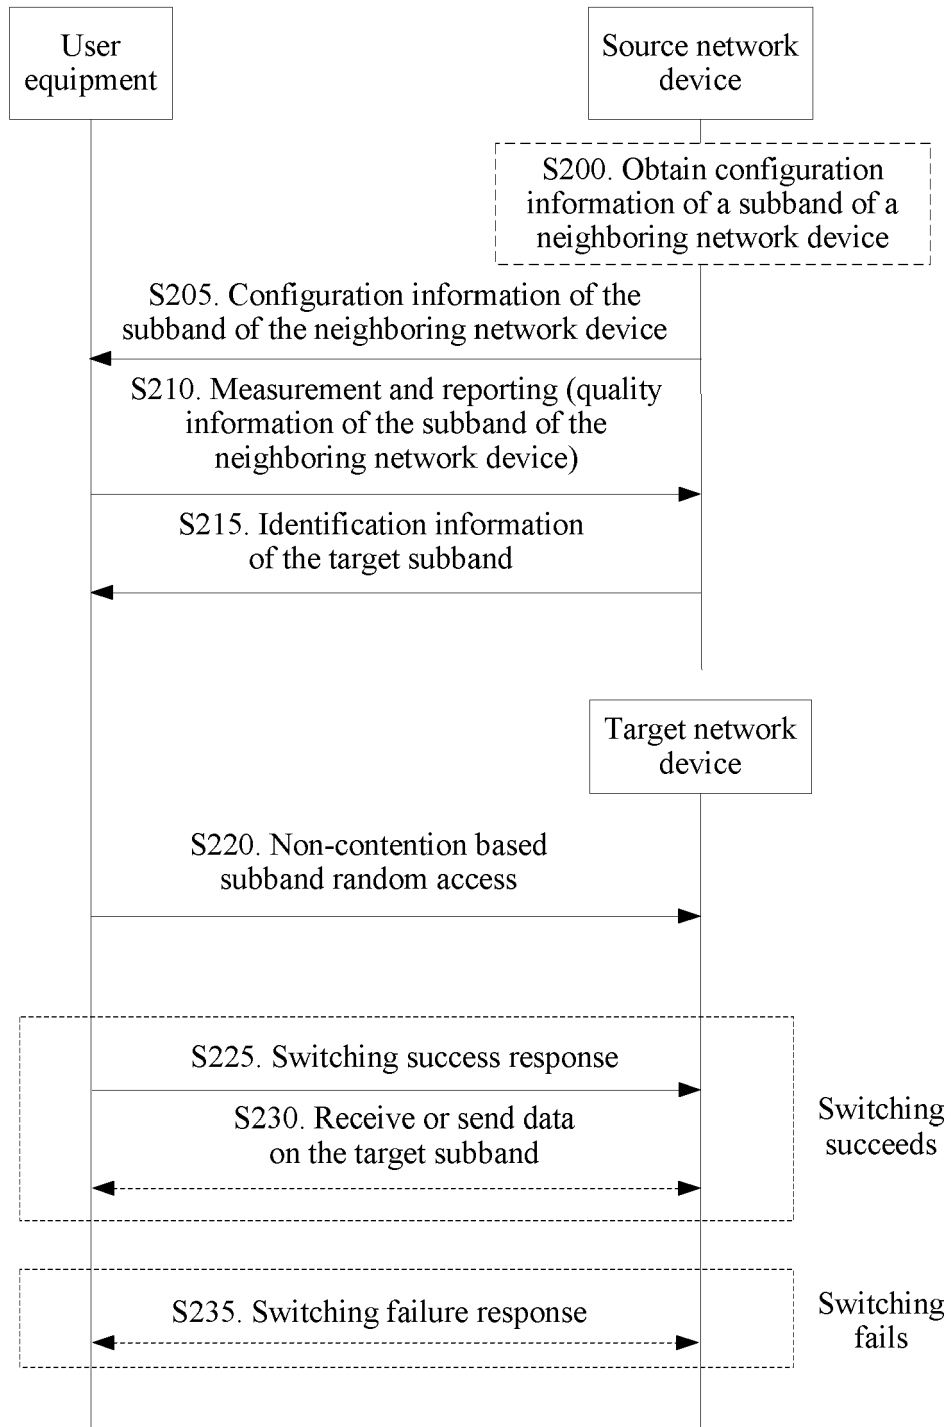 User
equipment
Source network
device
S200. Obtain configuration
information of a subband of a
neighboring network device
S205. Configuration information of the
subband of the neighboring network device
S210. Measurement and reporting (quality
information of the subband of the
neighboring network device)
S215. Identification information
of the target subband
Target network
device
S220. Non-contention based
subband random access
S225. Switching success response
S230. Receive or send data
on the target subband
Switching
succeeds
S235. Switching failure response
Switching
fails